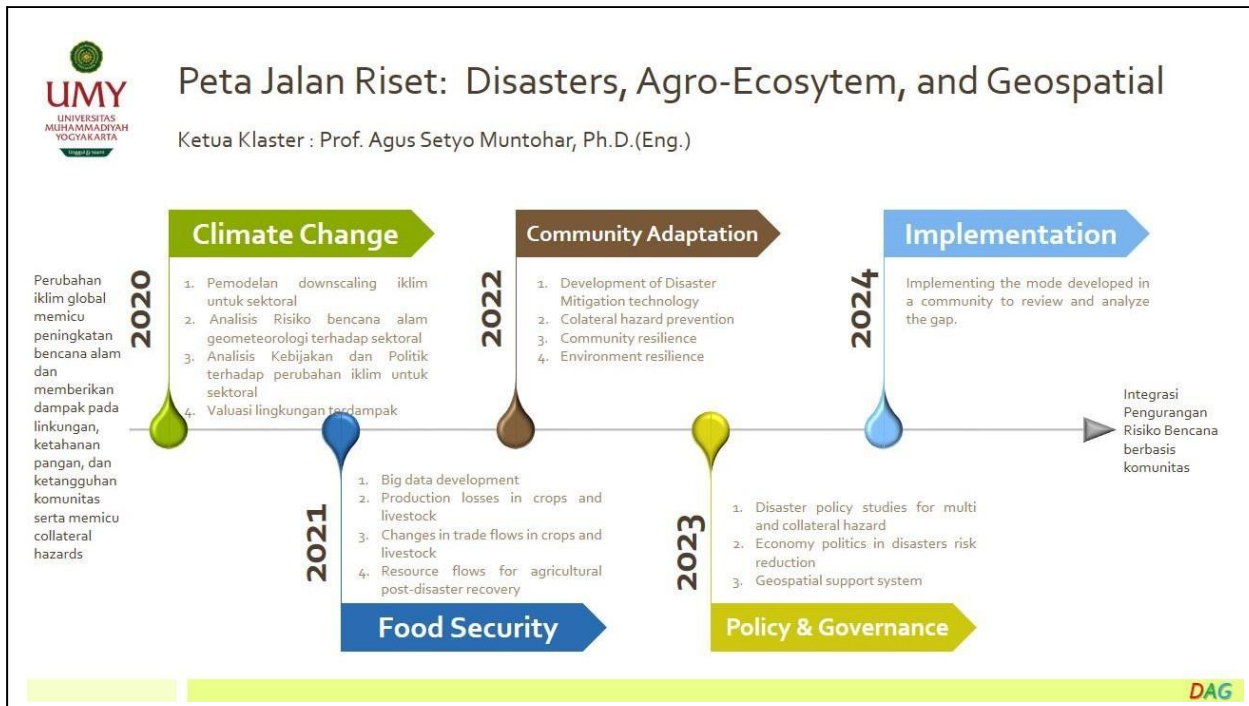 UMY
UNIVERSITAS
MUHAMMADIYAH
YOGYAKARTA
Unggul & Islami
Peta Jalan Riset: Disasters, Agro-Ecosytem, and Geospatial
Ketua Klaster : Prof. Agus Setyo Muntohar, Ph.D.(Eng.)
Perubahan
iklim global
memicu
peningkatan
bencana alam
dan
memberikan
dampak pada
linkungan,
ketahanan
pangan, dan
ketangguhan
komunitas
serta memicu
collateral
hazards
2020
Climate Change
1. Pemodelan downscaling iklim
untuk sektoral
2. Analisis Risiko bencana alam
geometeorologi terhadap sektoral
3. Analisis Kebijakan dan Politik
terhadap perubahan iklim untuk
sektoral
4. Valuasi lingkungan terdampak
2021
1. Big data development
2. Production losses in crops and
livestock
3. Changes in trade flows in crops and
livestock
4. Resource flows for agricultural
post-disaster recovery
Food Security
2022
Community Adaptation
1. Development of Disaster
Mitigation technology
2. Colateral hazard prevention
3. Community resilience
4. Environment resilience
2023
1. Disaster policy studies for multi
and collateral hazard
2. Economy politics in disasters risk
reduction
3. Geospatial support system
Policy & Governance
2024
Implementation
Implementing the mode developed in
a community to review and analyze
the gap.
Integrasi
Pengurangan
Risiko Bencana
berbasis
komunitas
DAG